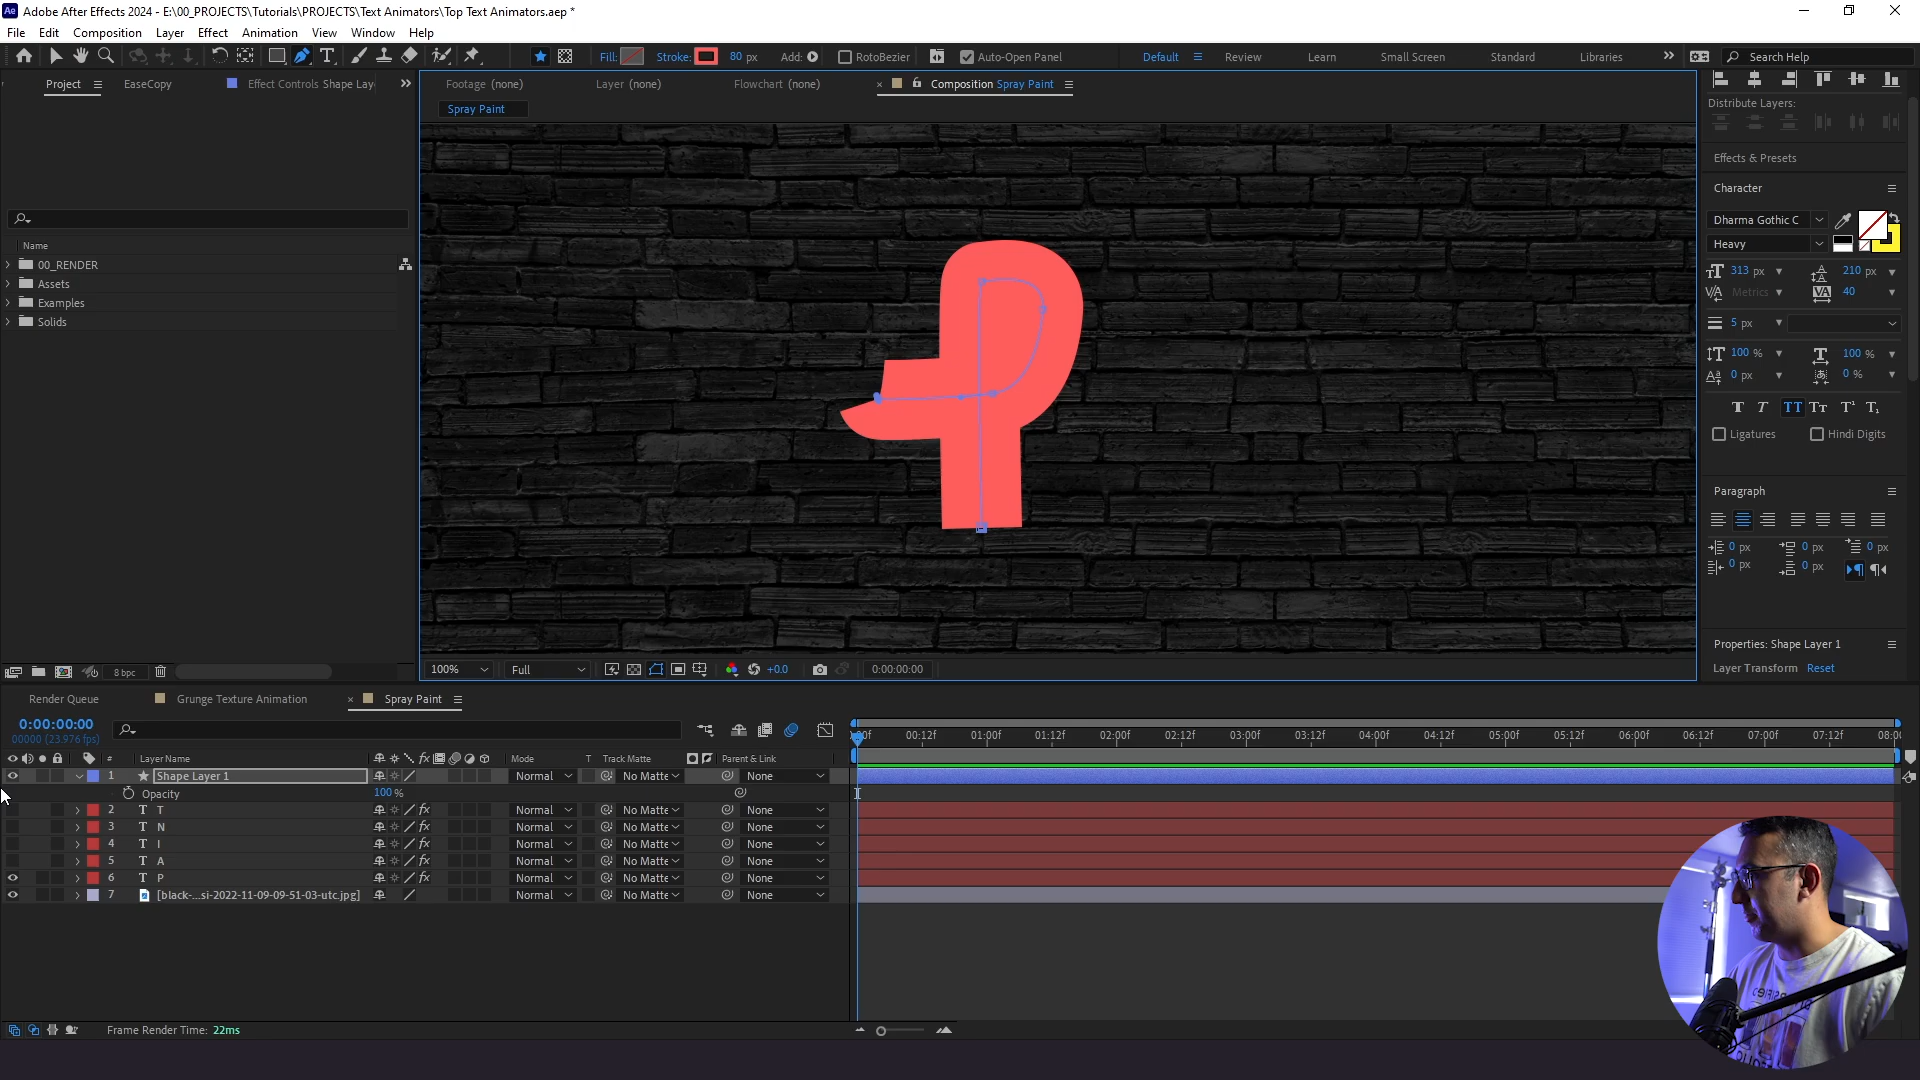 Adobe After Effects 2024 - E:\00_PROJECTS\Tutorials\PROJECTS\Text Animators\Top Text Animators.aep *
File Edit Composition Layer Effect Animation View Window Help
Fill: Stroke: 80 px Add: RotoBezier Auto-Open Panel Default Review Learn Small Screen Standard Libraries Search Help
Project EaseCopy Effect Controls Shape Lay
Footage (none) Layer (none) Flowchart (none) Composition Spray Paint
Spray Paint
Name
00_RENDER
Assets
Examples
Solids
8 bpc
100% Full +0.0 0:00:00:00
Distribute Layers:
Effects & Presets
Character
Dharma Gothic C
Heavy
313 px 210 px
Metrics 40
5 px
100 % 100 %
0 px 0 %
Ligatures Hindi Digits
Paragraph
0 px 0 px 0 px
0 px 0 px
Properties: Shape Layer 1
Layer Transform Reset
Render Queue Grunge Texture Animation Spray Paint
0:00:00:00
00000 (23.976 fps)
:00f 00:12f 01:00f 01:12f 02:00f 02:12f 03:00f 03:12f 04:00f 04:12f 05:00f 05:12f 06:00f 06:12f 07:00f 07:12f 08:0
# Layer Name Mode T Track Matte Parent & Link
1 Shape Layer 1 Normal No Matte None
Opacity 100 %
2 T T Normal No Matte None
3 T N Normal No Matte None
4 T I Normal No Matte None
5 T A Normal No Matte None
6 T P Normal No Matte None
7 [black-...si-2022-11-09-09-51-03-utc.jpg] Normal No Matte None
Frame Render Time: 22ms